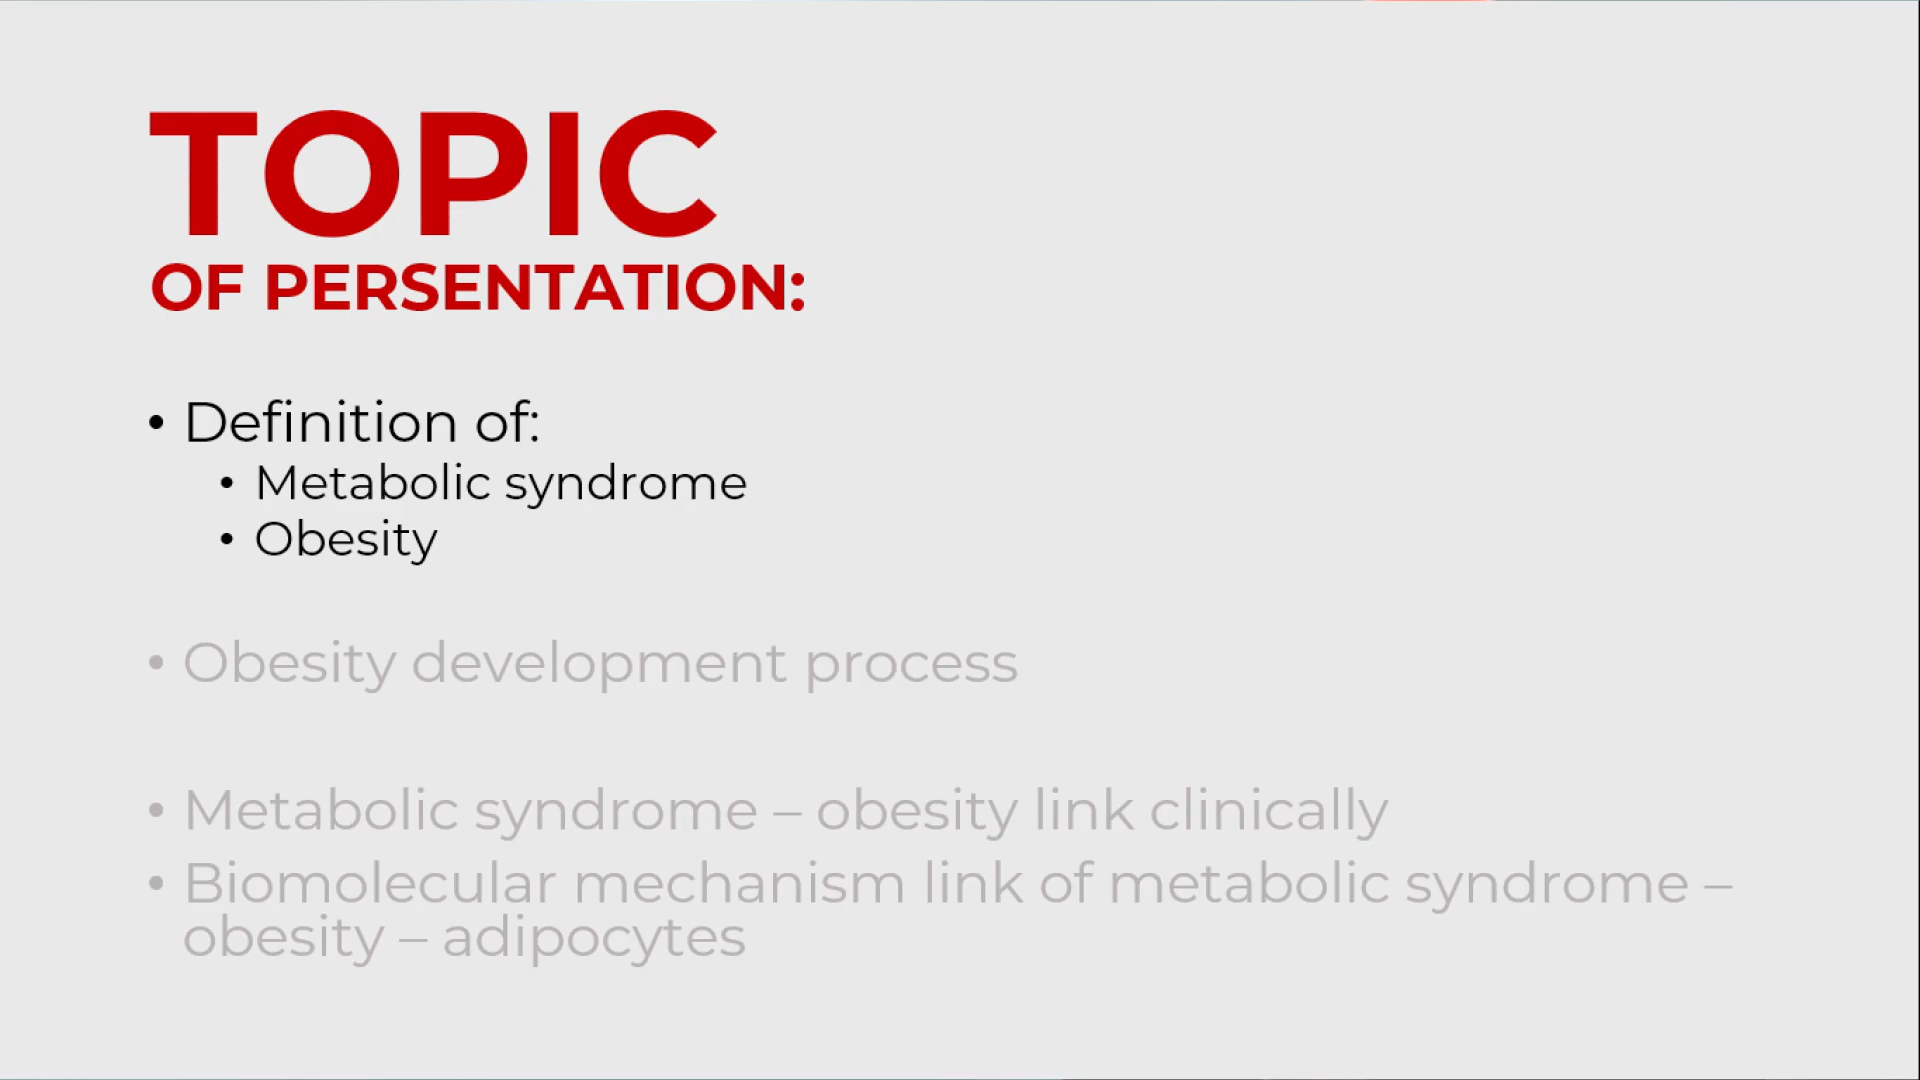 TOPIC
OF PERSENTATION:
• Definition of:
• Metabolic syndrome
• Obesity
• Obesity development process
• Metabolic syndrome – obesity link clinically
• Biomolecular mechanism link of metabolic syndrome –
obesity – adipocytes